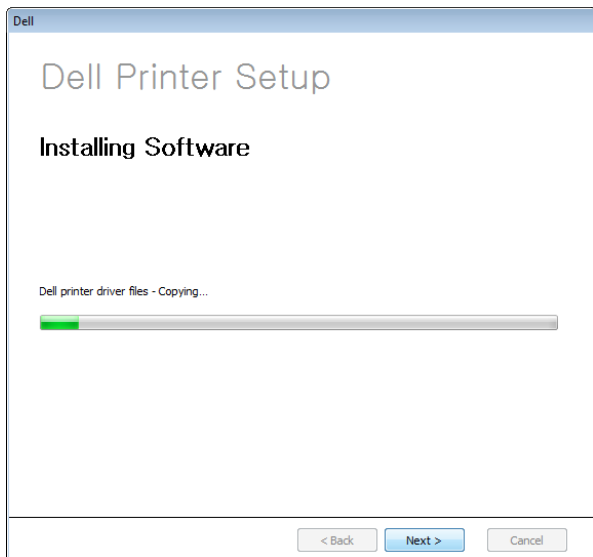 Dell
Dell Printer Setup
Installing Software
Dell printer driver files - Copying...
< Back Next > Cancel